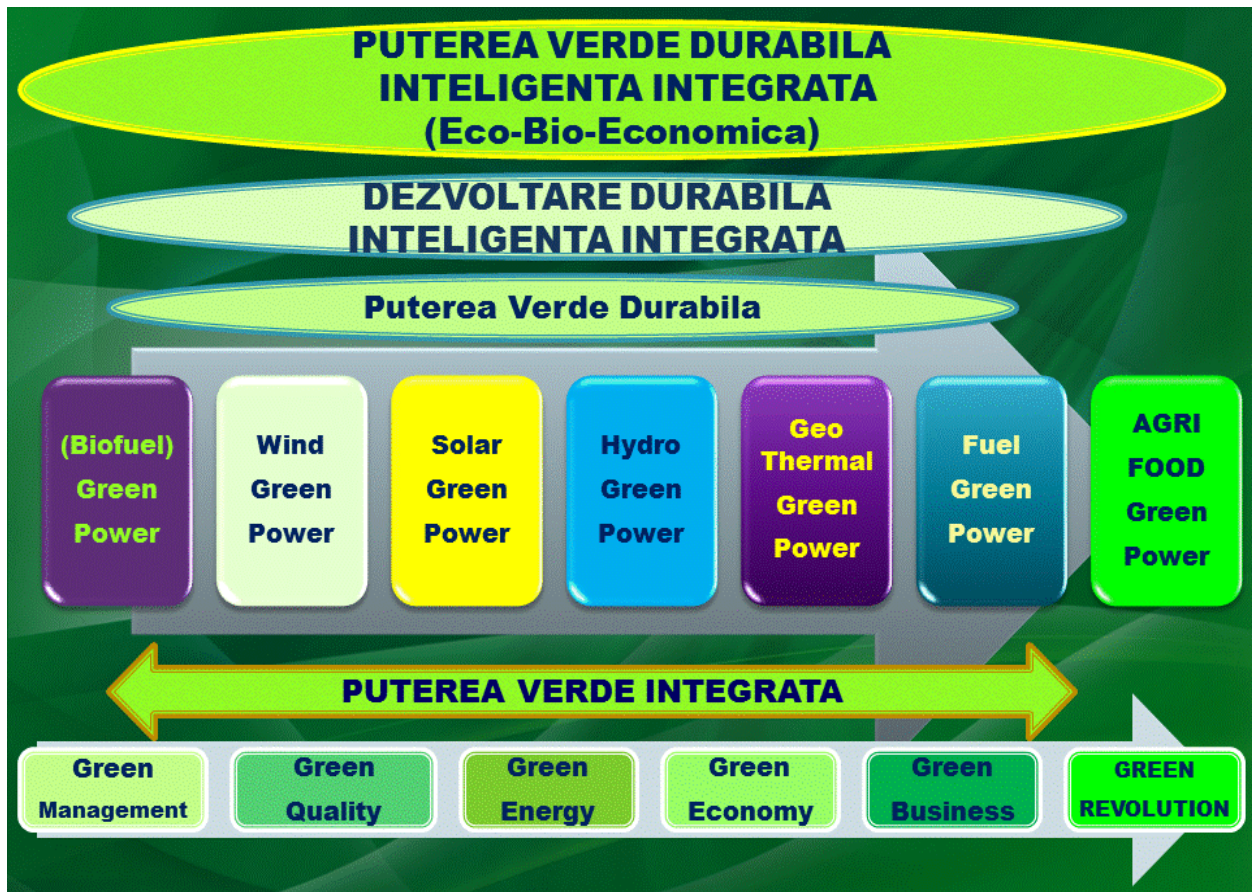 PUTEREA VERDE DURABILA
INTELIGENTA INTEGRATA
(Eco-Bio-Economica)
DEZVOLTARE DURABILA
INTELIGENTA INTEGRATA
Puterea Verde Durabila
(Biofuel)
Green
Power
Wind
Green
Power
Solar
Green
Power
Hydro
Green
Power
Geo
Thermal
Green
Power
Fuel
Green
Power
AGRI
FOOD
Green
Power
PUTEREA VERDE INTEGRATA
Green
Management
Green
Quality
Green
Energy
Green
Economy
Green
Business
GREEN
REVOLUTION